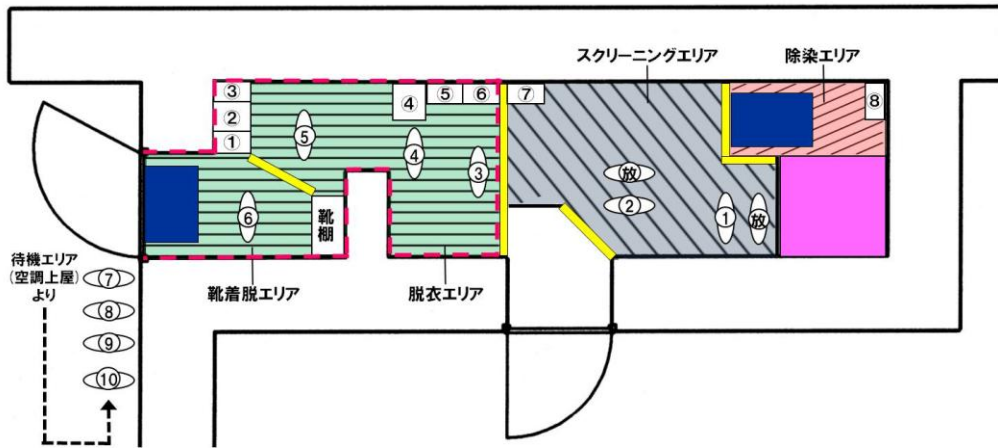 スクリーニングエリア
除染エリア
③
②
①
④
⑤
⑥
⑦
⑧
⑤
④
③
放
②
①
放
⑥
靴棚
待機エリア
(空調上屋)
より
⑦
⑧
⑨
⑩
靴着脱エリア
脱衣エリア